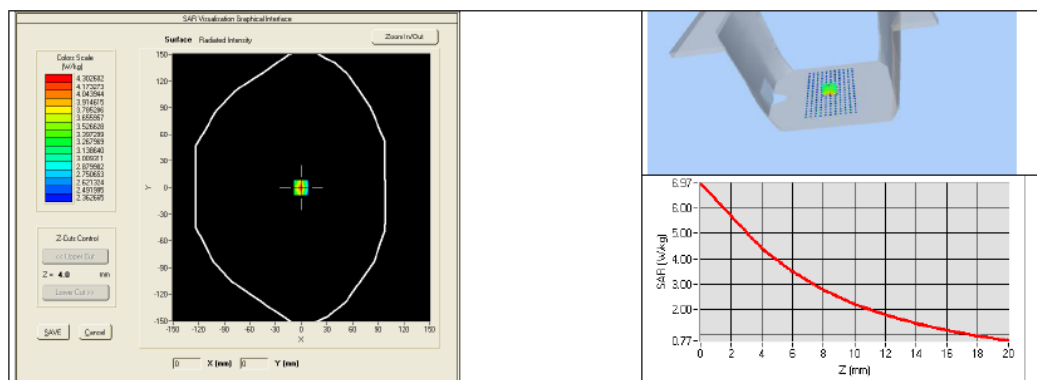 SAR Visualisation Graphical Interface
Surface Radiated Intensity
Zoom In/Out
Colors Scale
(W/kg)
4.302602
4.173273
4.043944
3.914615
3.785286
3.655957
3.526628
3.397299
3.267969
3.138640
3.009311
2.879982
2.750653
2.621324
2.491995
2.362665
Z-Cuts Control
<< Upper Cut
Z = 4.0 mm
Lower Cut >>
SAVE Cancel
150
120
90
60
30
0
-30
-60
-90
-120
-150
Y
-150 -120 -90 -60 -30 0 30 60 90 120 150
X
0 X (mm) 0 Y (mm)
6.97
6.00
5.00
4.00
3.00
2.00
0.77
SAR (W/kg)
0 2 4 6 8 10 12 14 16 18 20
Z (mm)